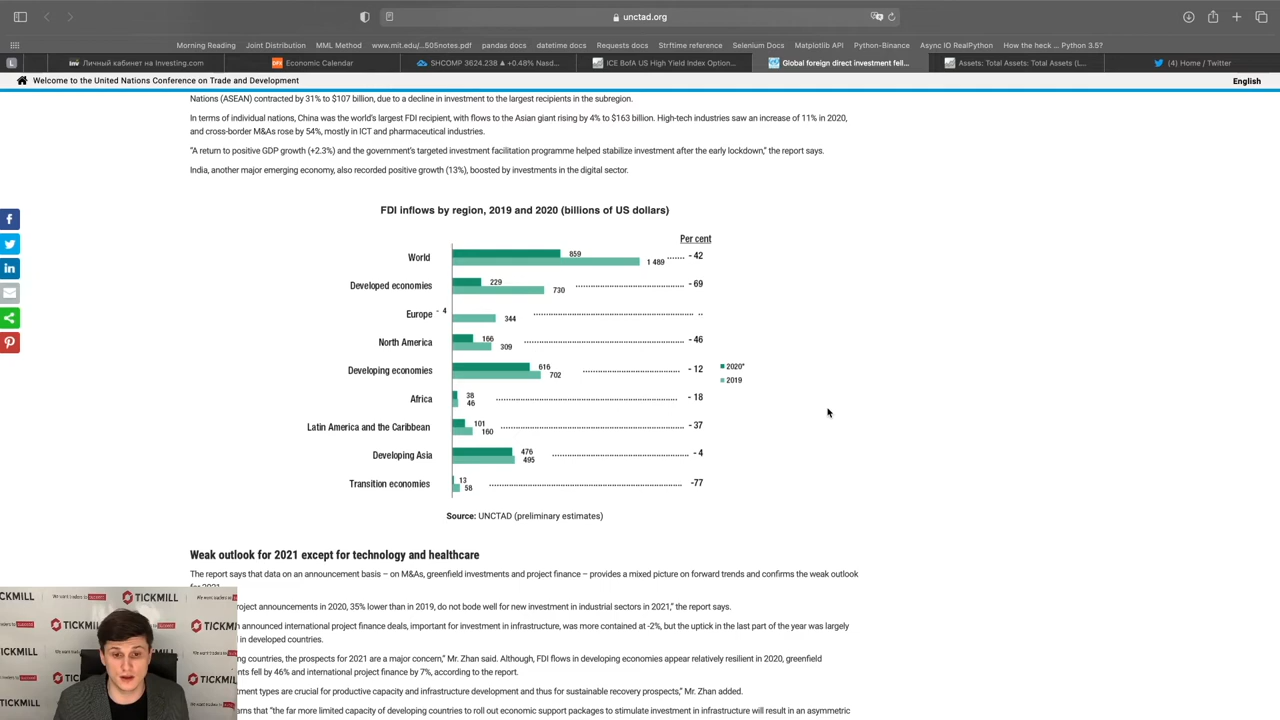 unctad.org
Morning Reading Joint Distribution MML Method www.mit.edu/...505notes.pdf pandas docs datetime docs Requests docs Strftime reference Selenium Docs Matplotlib API Python-Binance Async IO RealPython How the heck ... Python 3.5?
L Личный кабинет на Investing.com Economic Calendar SHCOMP 3624.238 ▲ +0.48% Nasd... ICE BofA US High Yield Index Option... Global foreign direct investment fell... Assets: Total Assets: Total Assets (L... (4) Home / Twitter
Welcome to the United Nations Conference on Trade and Development English
Nations (ASEAN) contracted by 31% to $107 billion, due to a decline in investment to the largest recipients in the subregion.
In terms of individual nations, China was the world's largest FDI recipient, with flows to the Asian giant rising by 4% to $163 billion. High-tech industries saw an increase of 11% in 2020,
and cross-border M&As rose by 54%, mostly in ICT and pharmaceutical industries.
"A return to positive GDP growth (+2.3%) and the government's targeted investment facilitation programme helped stabilize investment after the early lockdown," the report says.
India, another major emerging economy, also recorded positive growth (13%), boosted by investments in the digital sector.
FDI inflows by region, 2019 and 2020 (billions of US dollars)
Per cent
World 859 1 489 ....... - 42
Developed economies 229 730 - 69
Europe - 4 344 ..
North America 166 309 - 46
Developing economies 616 702 - 12
2020*
2019
Africa 38 46 - 18
Latin America and the Caribbean 101 160 - 37
Developing Asia 476 495 - 4
Transition economies 13 58 -77
Source: UNCTAD (preliminary estimates)
Weak outlook for 2021 except for technology and healthcare
The report says that data on an announcement basis – on M&As, greenfield investments and project finance – provides a mixed picture on forward trends and confirms the weak outlook
for 2021.
roject announcements in 2020, 35% lower than in 2019, do not bode well for new investment in industrial sectors in 2021," the report says.
n announced international project finance deals, important for investment in infrastructure, was more contained at -2%, but the uptick in the last part of the year was largely
in developed countries.
ng countries, the prospects for 2021 are a major concern," Mr. Zhan said. Although, FDI flows in developing economies appear relatively resilient in 2020, greenfield
nts fell by 46% and international project finance by 7%, according to the report.
tment types are crucial for productive capacity and infrastructure development and thus for sustainable recovery prospects," Mr. Zhan added.
arns that "the far more limited capacity of developing countries to roll out economic support packages to stimulate investment in infrastructure will result in an asymmetric
TICKMILL
TICKMILL
TICKMILL
TICKMILL